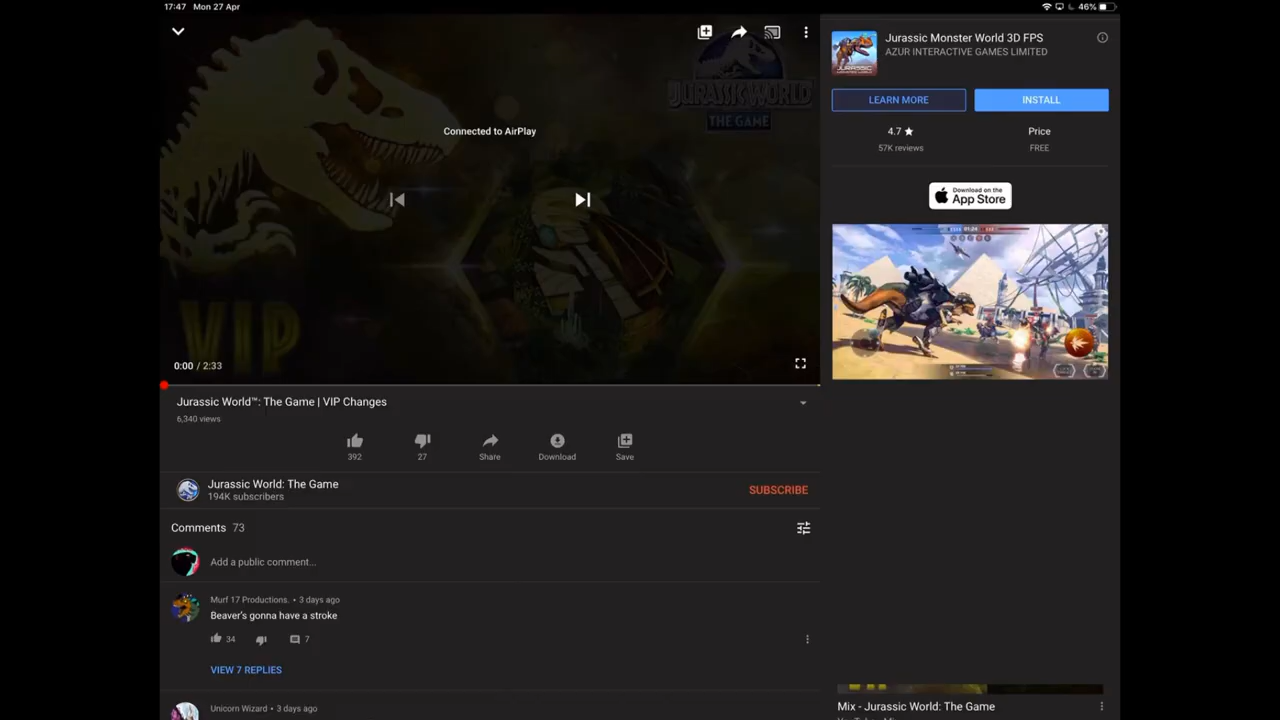 17:47 Mon 27 Apr
46%
JURASSIC WORLD
THE GAME
Connected to AirPlay
VIP
0:00 / 2:33
Jurassic World™: The Game | VIP Changes
6,340 views
392
27
Share
Download
Save
Jurassic World: The Game
194K subscribers
SUBSCRIBE
Comments 73
Add a public comment...
Murf 17 Productions. • 3 days ago
Beaver's gonna have a stroke
34
7
VIEW 7 REPLIES
Unicorn Wizard • 3 days ago
Jurassic Monster World 3D FPS
AZUR INTERACTIVE GAMES LIMITED
LEARN MORE
INSTALL
4.7 ★
57K reviews
Price
FREE
Download on the
App Store
01:24
Mix - Jurassic World: The Game